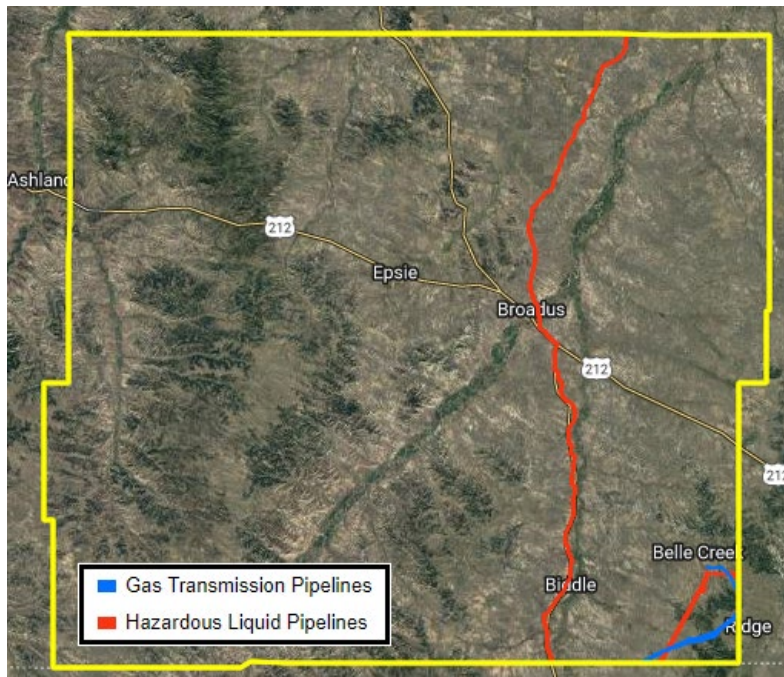 Ashland
212
Epsie
Broadus
212
212
Belle Creek
Biddle
Ridge
Gas Transmission Pipelines
Hazardous Liquid Pipelines